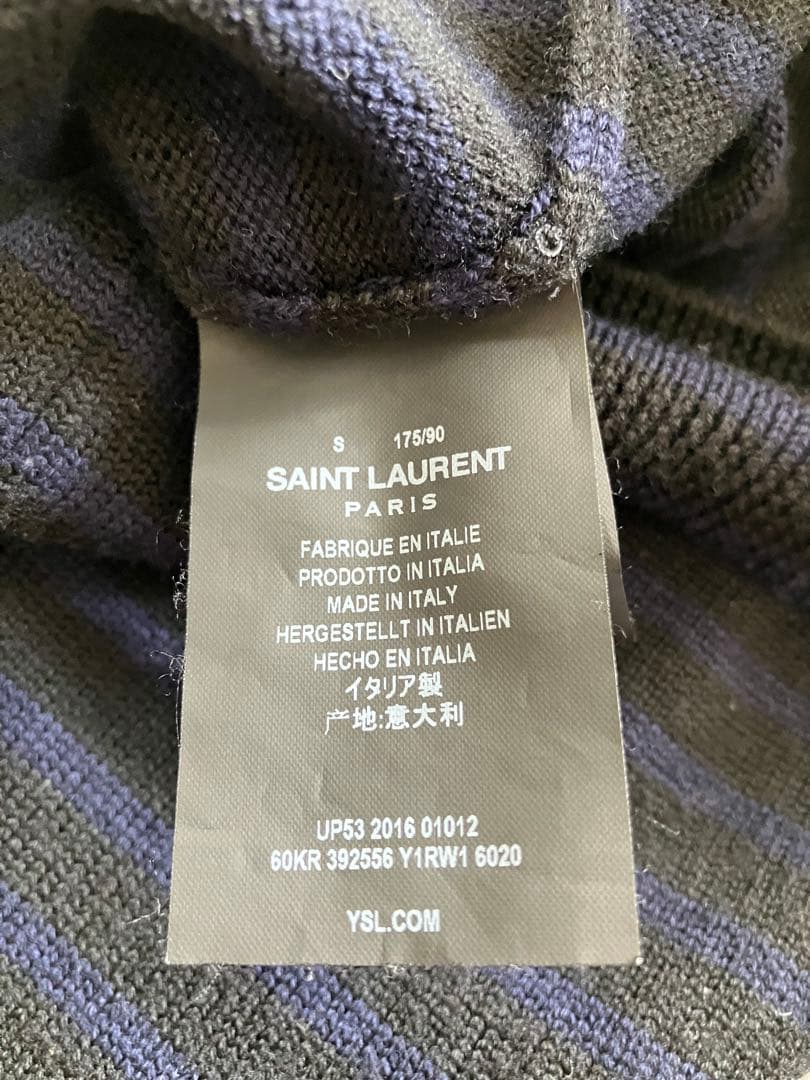 S 175/90
SAINT LAURENT
PARIS
FABRIQUE EN ITALIE
PRODOTTO IN ITALIA
MADE IN ITALY
HERGESTELLT IN ITALIEN
HECHO EN ITALIA
イタリア製
产地:意大利
UP53 2016 01012
60KR 392556 Y1RW1 6020
YSL.COM